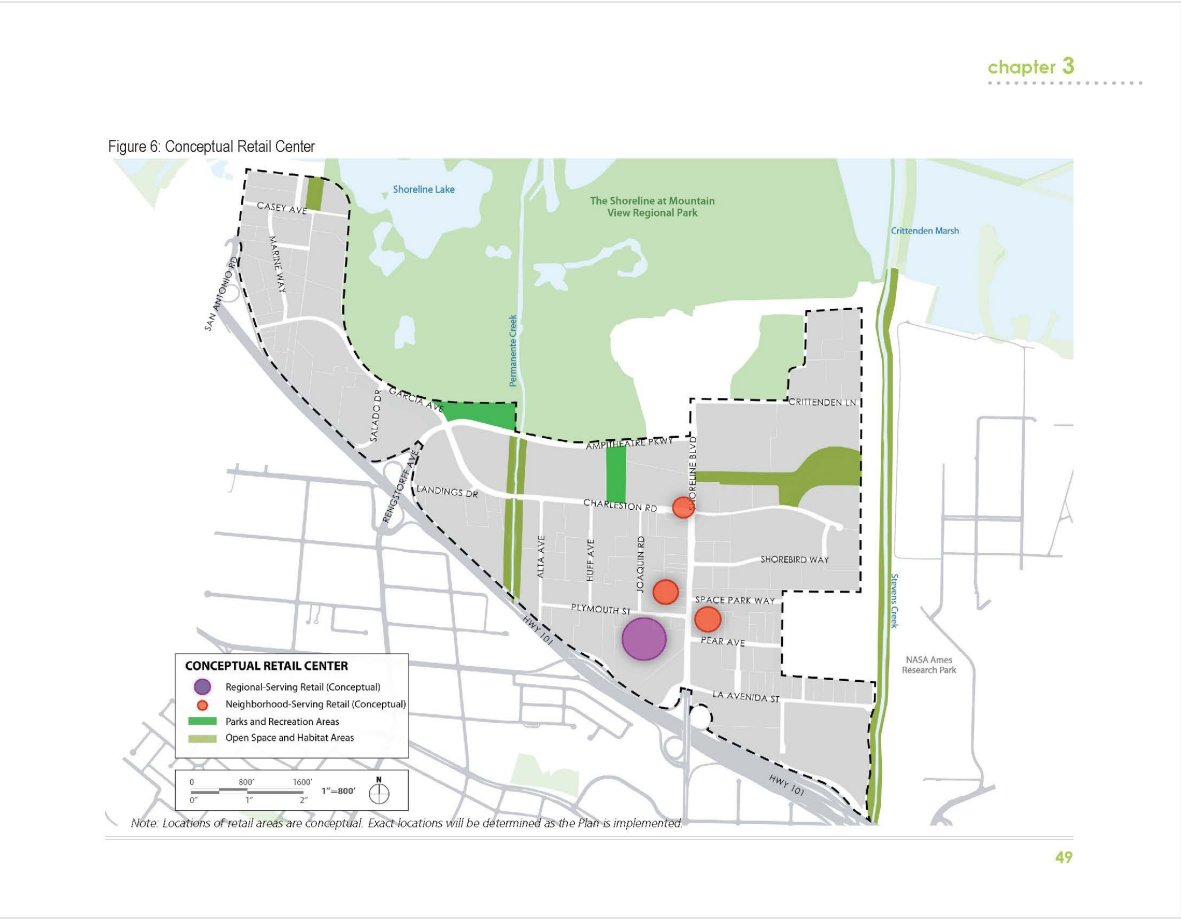 chapter 3
Figure 6: Conceptual Retail Center
Shoreline Lake
The Shoreline at Mountain
View Regional Park
Crittenden Marsh
CASEY AVE
MARINE WAY
SAN ANTONIO RD
Permanente Creek
GARCIA AVE
SALADO DR
CRITTENDEN LN
AMPITHEATRE PKWY
SHORELINE BLVD
RENGSTORFF AVE
LANDINGS DR
CHARLESTON RD
ALTA AVE
HUFF AVE
JOAQUIN RD
SHOREBIRD WAY
SPACE PARK WAY
PLYMOUTH ST
PEAR AVE
HWY 101
Stevens Creek
NASA Ames
Research Park
LA AVENIDA ST
HWY 101
CONCEPTUAL RETAIL CENTER
Regional-Serving Retail (Conceptual)
Neighborhood-Serving Retail (Conceptual)
Parks and Recreation Areas
Open Space and Habitat Areas
0 800' 1600'
0" 1" 2"
1"=800'
N
Note: Locations of retail areas are conceptual. Exact locations will be determined as the Plan is implemented.
49